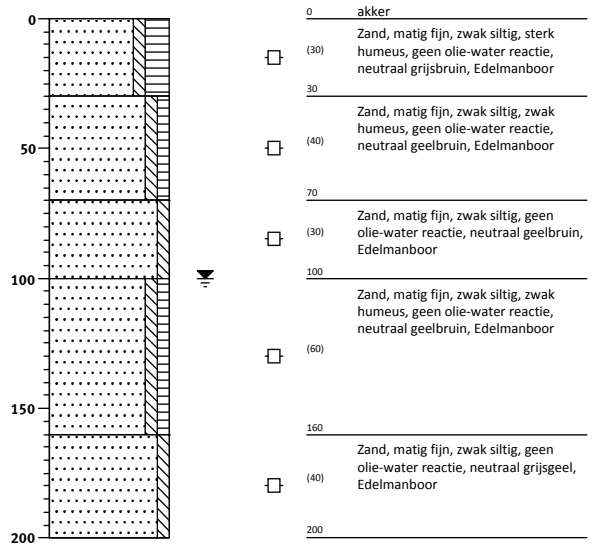 0
50
100
150
200
0 akker
(30)
Zand, matig fijn, zwak siltig, sterk
humeus, geen olie-water reactie,
neutraal grijsbruin, Edelmanboor
30
(40)
Zand, matig fijn, zwak siltig, zwak
humeus, geen olie-water reactie,
neutraal geelbruin, Edelmanboor
70
(30)
Zand, matig fijn, zwak siltig, geen
olie-water reactie, neutraal geelbruin,
Edelmanboor
100
(60)
Zand, matig fijn, zwak siltig, zwak
humeus, geen olie-water reactie,
neutraal geelbruin, Edelmanboor
160
(40)
Zand, matig fijn, zwak siltig, geen
olie-water reactie, neutraal grijsgeel,
Edelmanboor
200